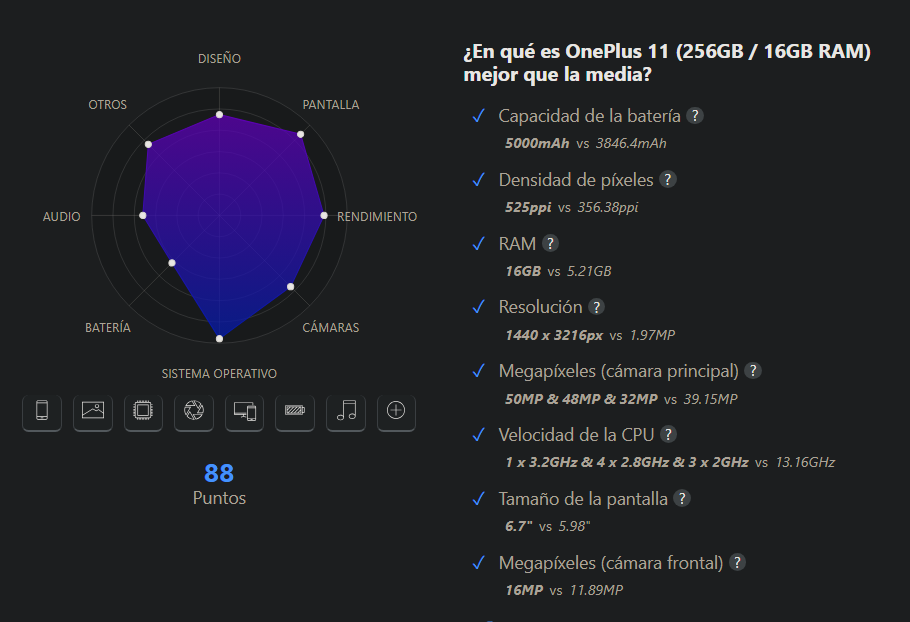 DISEÑO
OTROS
PANTALLA
AUDIO
RENDIMIENTO
BATERÍA
CÁMARAS
SISTEMA OPERATIVO
88
Puntos
¿En qué es OnePlus 11 (256GB / 16GB RAM)
mejor que la media?
Capacidad de la batería ?
5000mAh vs 3846.4mAh
Densidad de píxeles ?
525ppi vs 356.38ppi
RAM ?
16GB vs 5.21GB
Resolución ?
1440 x 3216px vs 1.97MP
Megapíxeles (cámara principal) ?
50MP & 48MP & 32MP vs 39.15MP
Velocidad de la CPU ?
1 x 3.2GHz & 4 x 2.8GHz & 3 x 2GHz vs 13.16GHz
Tamaño de la pantalla ?
6.7" vs 5.98"
Megapíxeles (cámara frontal) ?
16MP vs 11.89MP